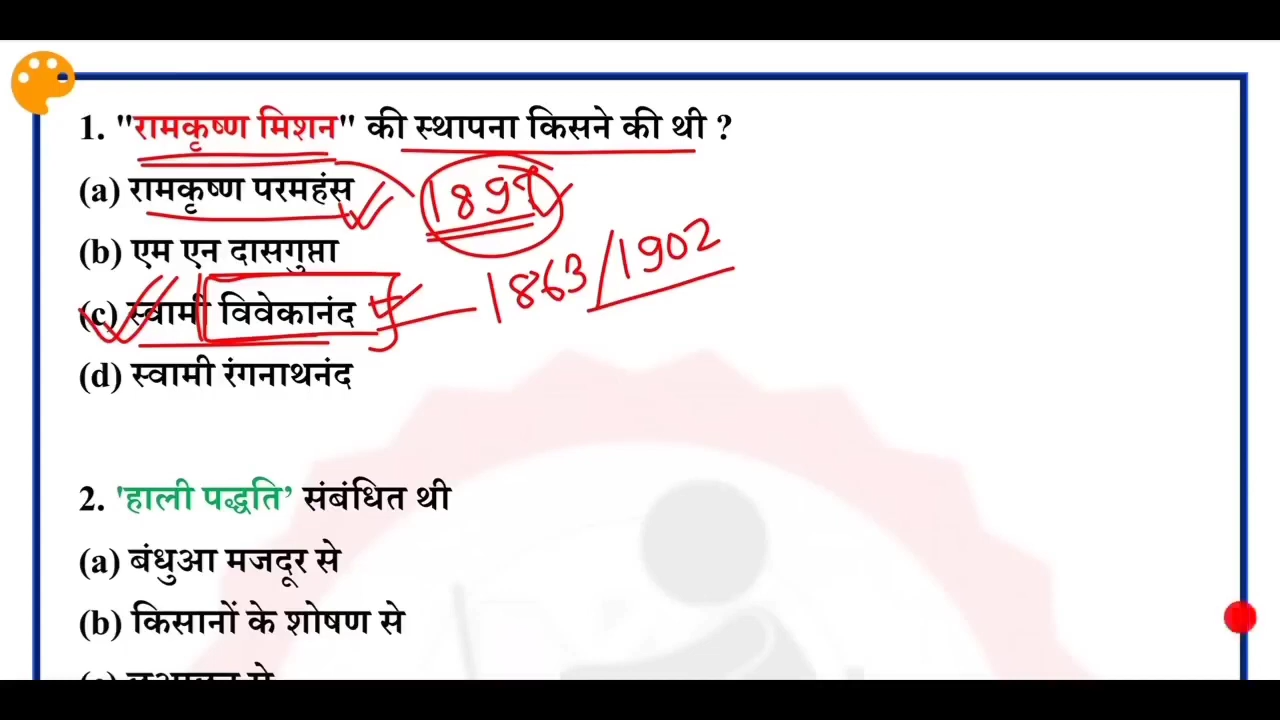 1. "रामकृष्ण मिशन" की स्थापना किसने की थी ?
(a) रामकृष्ण परमहंस
1897
(b) एम एन दासगुप्ता
1863/1902
(c) स्वामी विवेकानंद
(d) स्वामी रंगनाथनंद
2. 'हाली पद्धति’ संबंधित थी
(a) बंधुआ मजदूर से
(b) किसानों के शोषण से